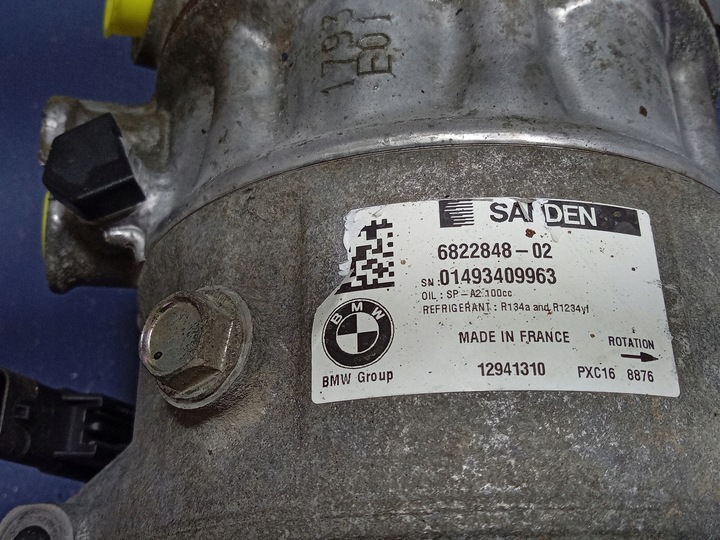 1793
E01
SANDEN
6822848-02
SN.01493409963
OIL : SP-A2 100cc
REFRIGERANT : R134a and R1234yf
BMW
MADE IN FRANCE
ROTATION
BMW Group
12941310
PXC16 8876